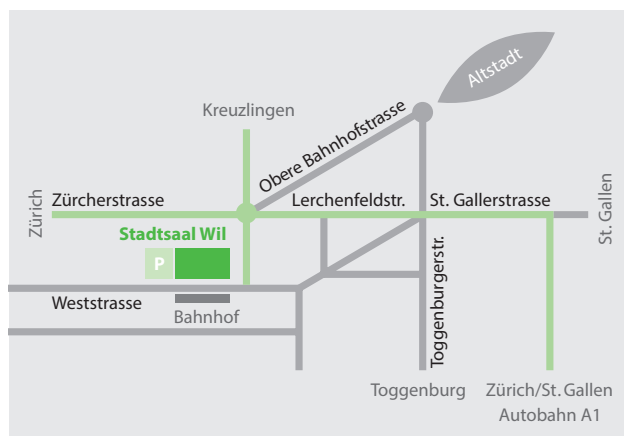 Altstadt
Kreuzlingen
Obere Bahnhofstrasse
Zürich
Zürcherstrasse
Lerchenfeldstr.
St. Gallerstrasse
St. Gallen
Stadtsaal Wil
P
Weststrasse
Bahnhof
Toggenburgerstr.
Toggenburg
Zürich/St. Gallen
Autobahn A1